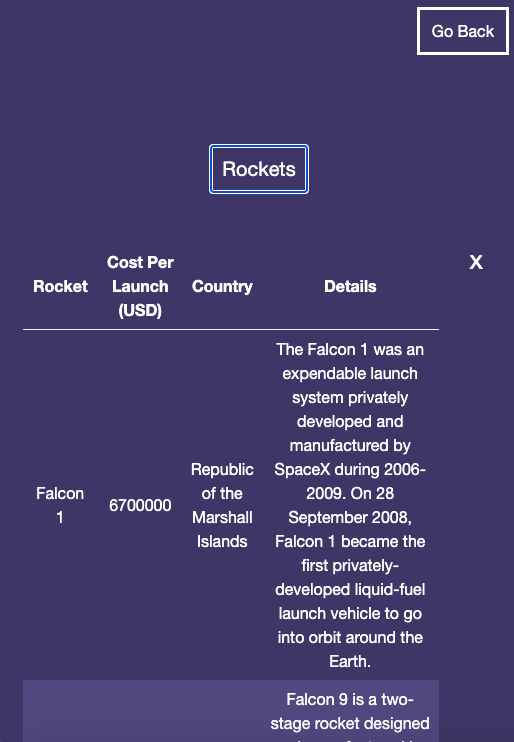 Go Back
Rockets
X
Rocket
Cost Per
Launch
(USD)
Country
Details
Falcon
1
6700000
Republic
of the
Marshall
Islands
The Falcon 1 was an
expendable launch
system privately
developed and
manufactured by
SpaceX during 2006-
2009. On 28
September 2008,
Falcon 1 became the
first privately-
developed liquid-fuel
launch vehicle to go
into orbit around the
Earth.
Falcon 9 is a two-
stage rocket designed